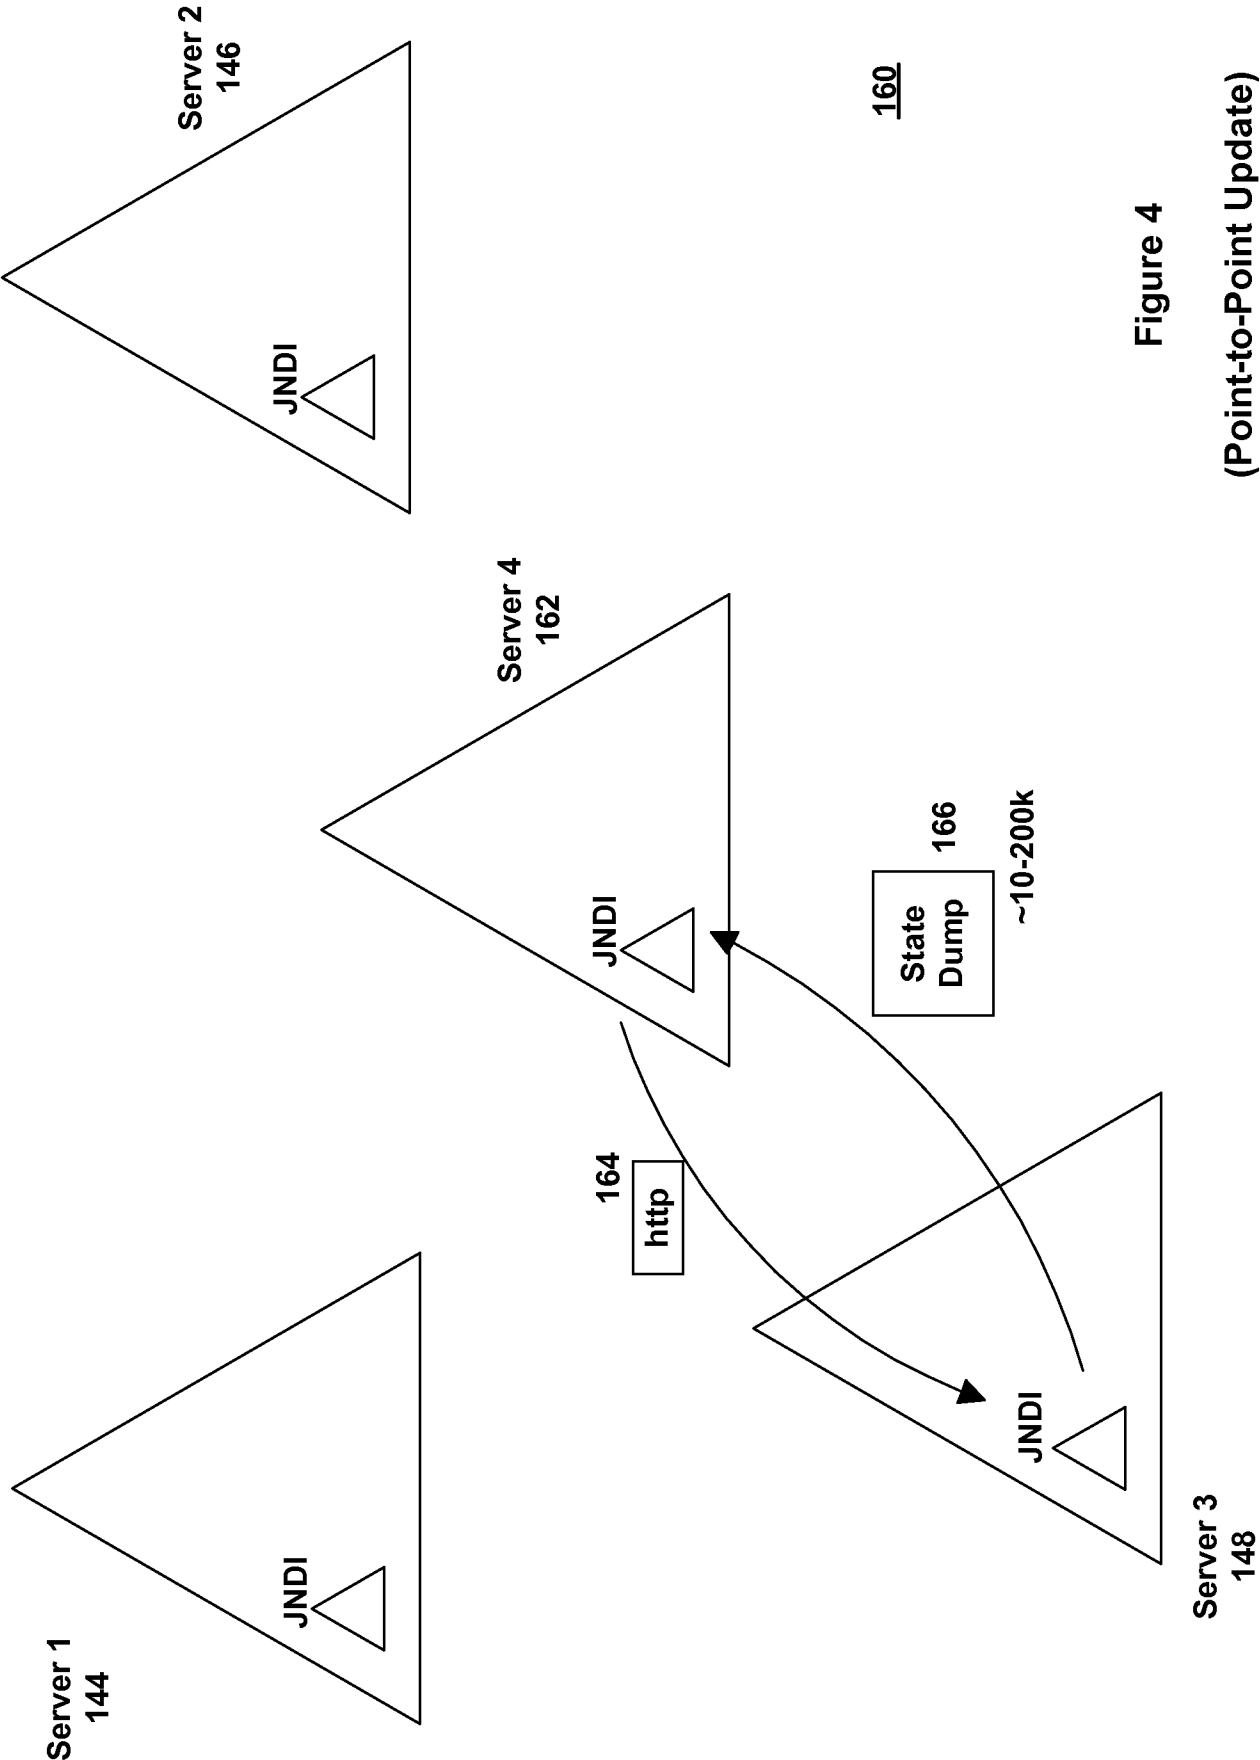 Server 1
144
JNDI
Server 2
146
JNDI
Server 4
162
JNDI
164
http
State
Dump
166
~10-200k
JNDI
Server 3
148
160
Figure 4
(Point-to-Point Update)